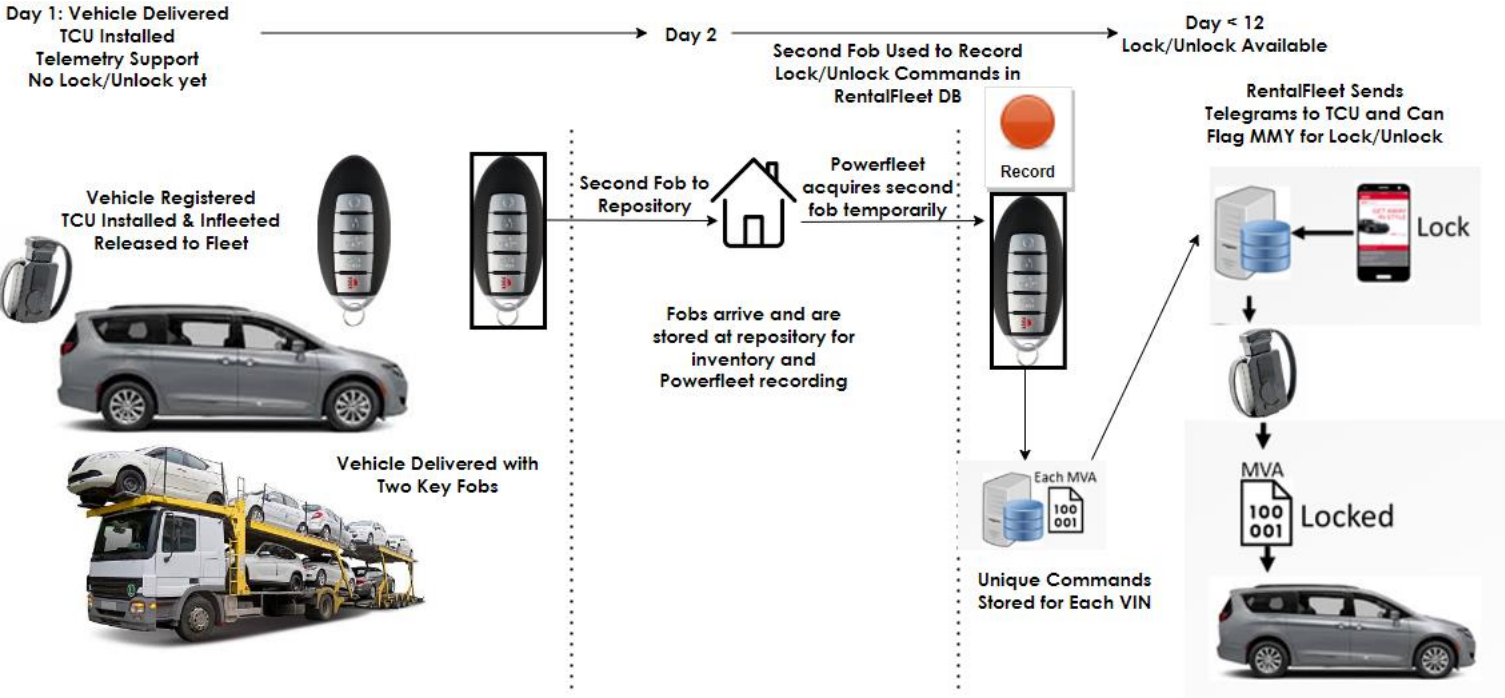 Day 1: Vehicle Delivered
TCU Installed
Telemetry Support
No Lock/Unlock yet
Day 2
Day < 12
Lock/Unlock Available
Second Fob Used to Record
Lock/Unlock Commands in
RentalFleet DB
RentalFleet Sends
Telegrams to TCU and Can
Flag MMY for Lock/Unlock
Record
Vehicle Registered
TCU Installed & Infleeted
Released to Fleet
Second Fob to
Repository
Powerfleet
acquires second
fob temporarily
Lock
Fobs arrive and are
stored at repository for
inventory and
Powerfleet recording
Vehicle Delivered with
Two Key Fobs
Each MVA
100
001
Unique Commands
Stored for Each VIN
MVA
100
001
Locked